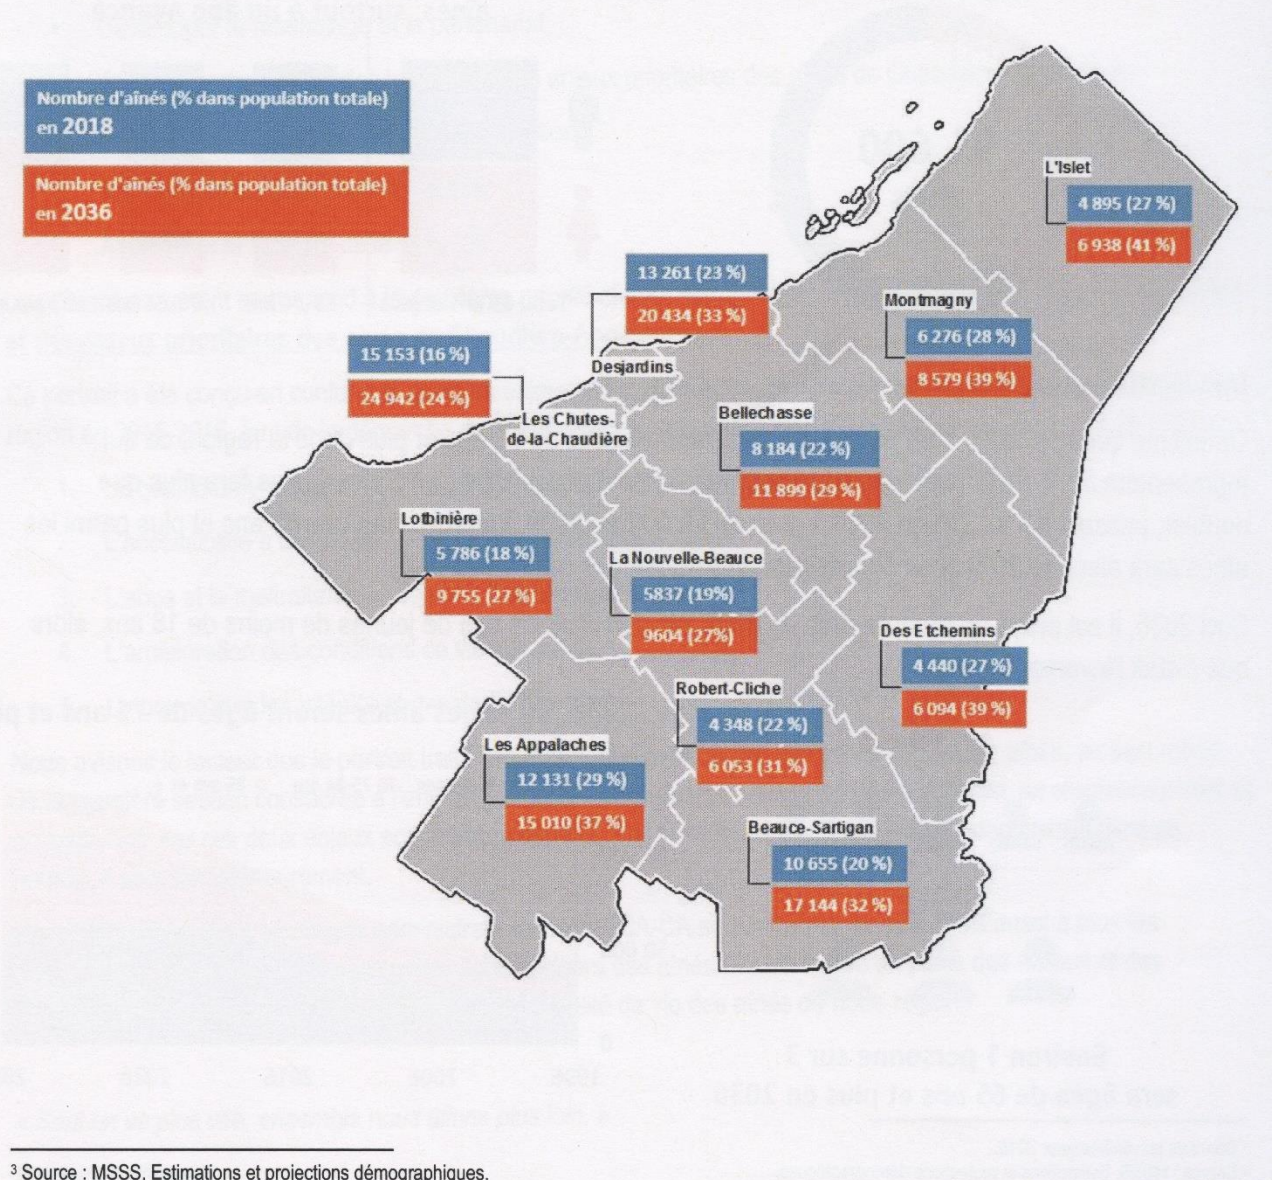 Nombre d'aînés (% dans population totale)
en 2018
Nombre d'aînés (% dans population totale)
en 2036
L'Islet
4 895 (27 %)
6 938 (41 %)
13 261 (23 %)
20 434 (33 %)
Desjardins
Montmagny
6 276 (28 %)
8 579 (39 %)
15 153 (16 %)
24 942 (24 %)
Les Chutes-
de-la-Chaudière
Bellechasse
8 184 (22 %)
11 899 (29 %)
Lotbinière
5 786 (18 %)
9 755 (27 %)
La Nouvelle-Beauce
5837 (19%)
9604 (27%)
Des Etchemins
4 440 (27 %)
6 094 (39 %)
Robert-Cliche
4 348 (22 %)
6 053 (31 %)
Les Appalaches
12 131 (29 %)
15 010 (37 %)
Beauce-Sartigan
10 655 (20 %)
17 144 (32 %)
³ Source : MSSS, Estimations et projections démographiques.